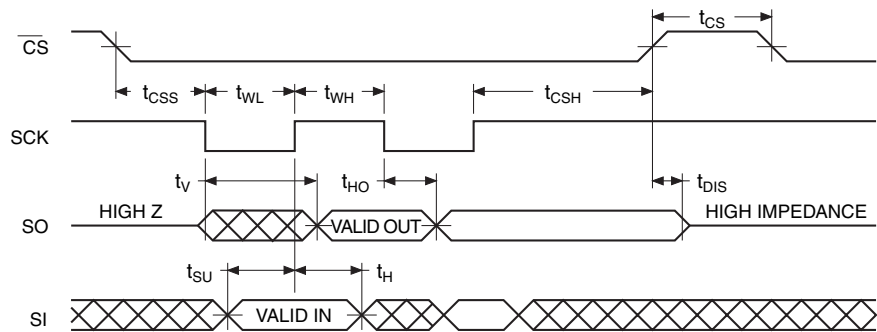 t_CS
C̅S̅
t_CSS t_WL t_WH t_CSH
SCK
t_V t_HO t_DIS
HIGH Z VALID OUT HIGH IMPEDANCE
SO
t_SU t_H
VALID IN
SI